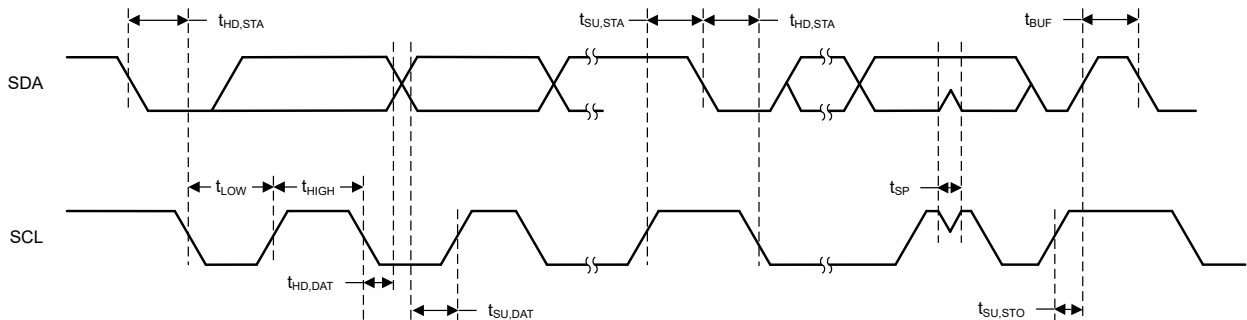 tHD,STA
tSU,STA
tHD,STA
tBUF
SDA
tLOW
tHIGH
tSP
SCL
tHD,DAT
tSU,DAT
tSU,STO